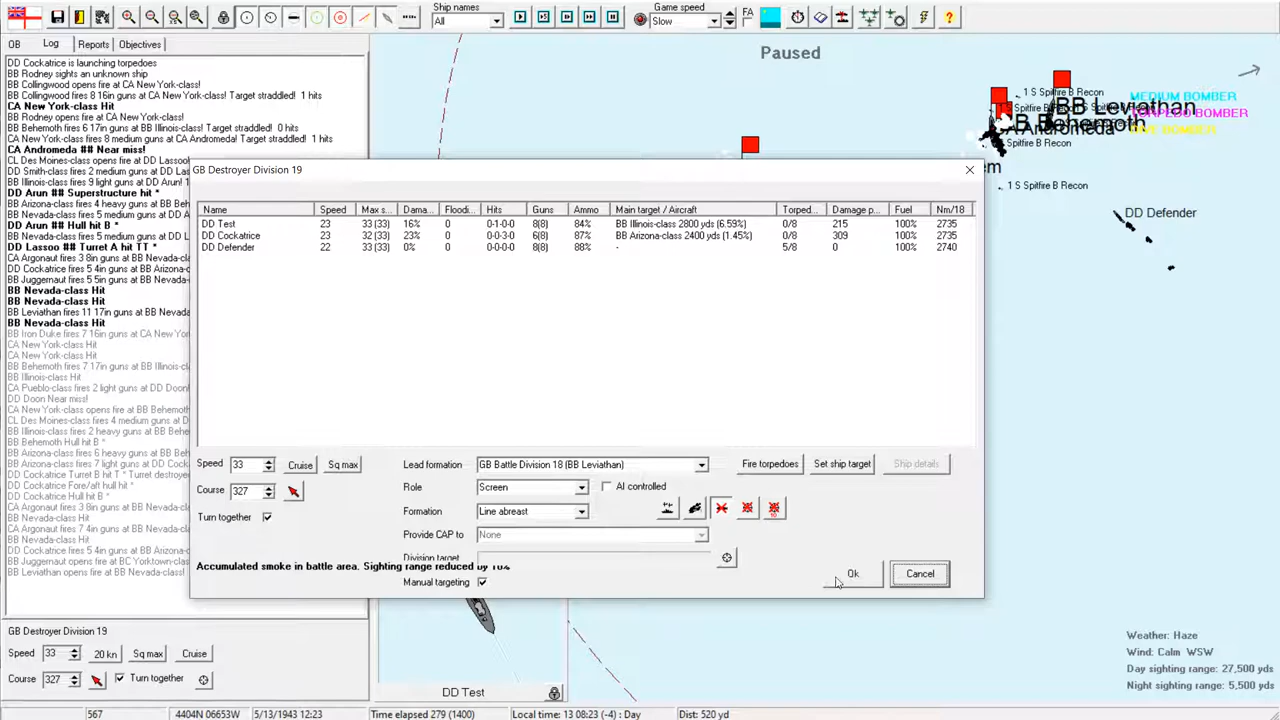 Ship names
All
Game speed
Slow
FA
OB Log Reports Objectives
DD Cockatrice is launching torpedoes
BB Rodney sights an unknown ship
BB Collingwood opens fire at CA New York-class!
BB Collingwood fires 8 16in guns at CA New York-class! Target straddled! 1 hits
CA New York-class Hit
BB Rodney opens fire at CA New York-class!
BB Behemoth fires 6 17in guns at BB Illinois-class! Target straddled! 0 hits
CA New York-class fires 8 medium guns at CA Andromeda! Target straddled! 1 hits
CA Andromeda ## Near miss!
CL Des Moines-class opens fire at DD Lassoo
DD Smith-class fires 2 medium guns at DD La
BB Illinois-class fires 9 light guns at DD Arun! 1
DD Arun ## Superstructure hit *
BB Arizona-class fires 4 heavy guns at
BB Nevada-class fires 5 medium guns at D
DD Arun ## Hull hit B *
BB Nevada-class fires 5 medium guns at D
DD Lassoo ## Turret A hit TT *
CA Argonaut fires 3 8in guns at BB Nevada-
DD Cockatrice fires 5 4in guns at BB Arizona-
BB Juggernaut fires 5 5in guns at BB Nevada-
BB Nevada-class Hit
BB Nevada-class Hit
BB Leviathan fires 11 17in guns at BB Nevada
BB Nevada-class Hit
BB Iron Duke fires 7 16in guns at CA New Yo
CA New York-class Hit
CA New York-class Hit
BB Behemoth fires 7 17in guns at BB Illinois-cl
BB Illinois-class Hit
CA Pueblo-class fires 2 light guns at DD Doon
DD Doon Near miss!
CA New York-class opens fire at BB Behemo
CL Des Moines-class fires 4 medium guns at
BB Illinois-class fires 2 heavy guns at BB Behe
BB Behemoth Hull hit B *
BB Arizona-class fires 6 heavy guns at BB Beh
BB Arizona-class fires 7 light guns at DD Cock
DD Cockatrice Turret B hit T * Turret destroye
DD Cockatrice Fore/aft hull hit *
DD Cockatrice Hull hit B *
CA Argonaut fires 3 8in guns at BB Nevada-
BB Nevada-class Hit
CA Argonaut fires 7 4in guns at BB Nevada-cl
BB Nevada-class Hit
DD Cockatrice fires 5 4in guns at BB Arizona-cl
BB Juggernaut opens fire at BC Yorktown-cla
BB Leviathan opens fire at BB Nevada-class!
GB Destroyer Division 19
Speed 33 20 kn Sq max Cruise
Course 327 Turn together
Paused
1 S Spitfire B Recon
BB Leviathan
Spitfire B Recon
1 S Spitfire B Recon
DD Defender
MEDIUM BOMBER
TORPEDO BOMBER
GB Destroyer Division 19
Name Speed Max s... Dama... Floodi... Hits Guns Ammo Main target / Aircraft Torped... Damage p... Fuel Nm/18
DD Test 23 33 (33) 16% 0 0-1-0-0 8(8) 84% BB Illinois-class 2800 yds (6.59%) 0/8 215 100% 2735
DD Cockatrice 23 32 (33) 23% 0 0-0-3-0 6(8) 87% BB Arizona-class 2400 yds (1.45%) 0/8 309 100% 2735
DD Defender 22 33 (33) 0% 0 0-0-0-0 8(8) 88% - 5/8 0 100% 2740
Speed 33 Cruise Sq max
Course 327
Turn together
Lead formation GB Battle Division 18 (BB Leviathan) Fire torpedoes Set ship target Ship details
Role Screen AI controlled
Formation Line abreast
Provide CAP to None
Division target
Accumulated smoke in battle area. Sighting range reduced by 10%
Manual targeting
Ok Cancel
DD Test
Weather: Haze
Wind: Calm WSW
Day sighting range: 27,500 yds
Night sighting range: 5,500 yds
567 4404N 06653W 5/13/1943 12:23 Time elapsed 279 (1400) Local time: 13 08:23 (-4) : Day Dist: 520 yd